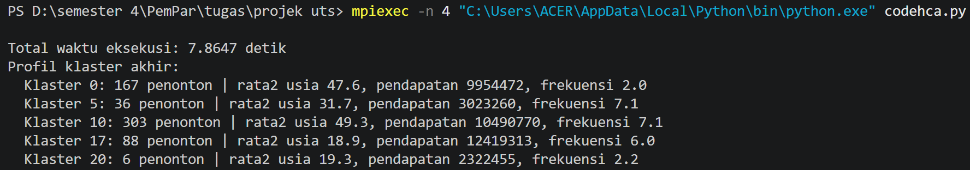 PS D:\semester 4\PemPar\tugas\projek uts> mpiexec -n 4 "C:\Users\ACER\AppData\Local\Python\bin\python.exe" codehca.py
Total waktu eksekusi: 7.8647 detik
Profil klaster akhir:
  Klaster 0: 167 penonton | rata2 usia 47.6, pendapatan 9954472, frekuensi 2.0
  Klaster 5: 36 penonton | rata2 usia 31.7, pendapatan 3023260, frekuensi 7.1
  Klaster 10: 303 penonton | rata2 usia 49.3, pendapatan 10490770, frekuensi 7.1
  Klaster 17: 88 penonton | rata2 usia 18.9, pendapatan 12419313, frekuensi 6.0
  Klaster 20: 6 penonton | rata2 usia 19.3, pendapatan 2322455, frekuensi 2.2